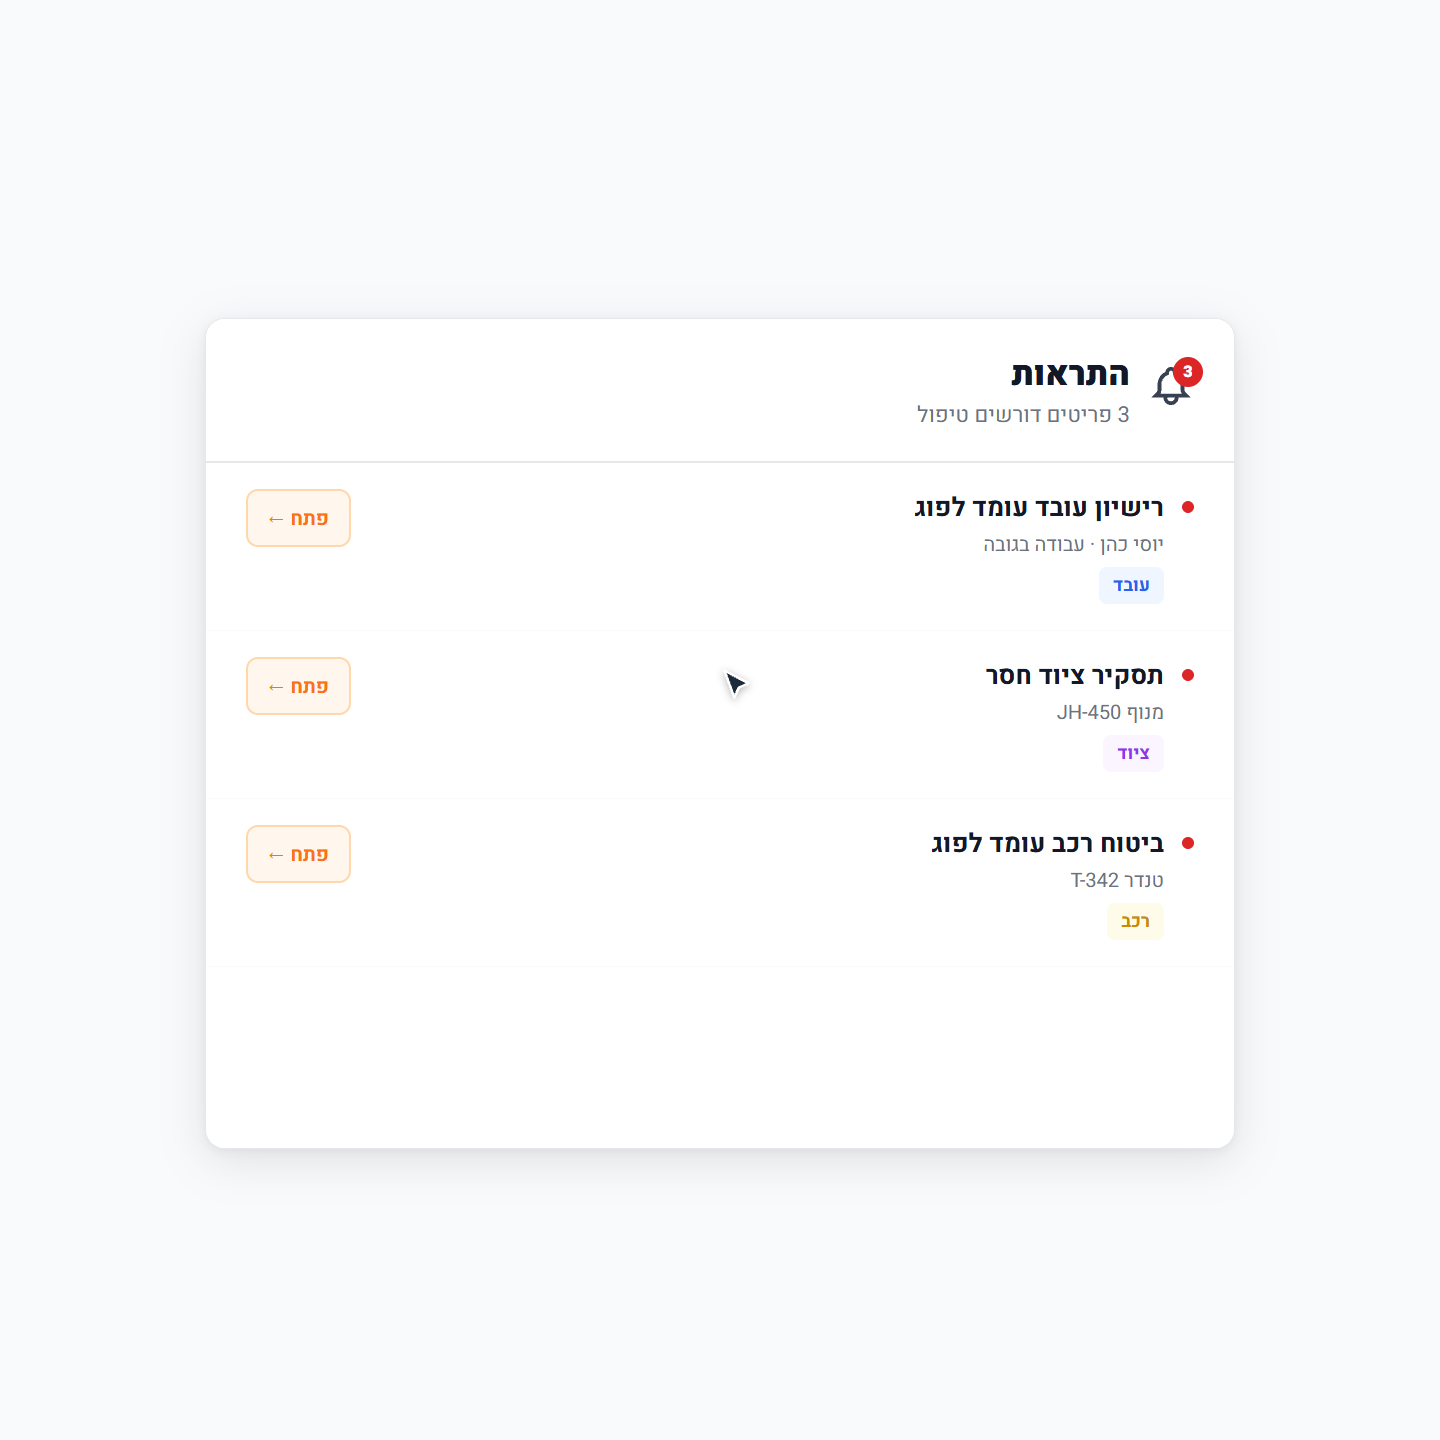 3
התראות
3 פריטים דורשים טיפול
רישיון עובד עומד לפוג
יוסי כהן · עבודה בגובה
עובד
פתח ←
תסקיר ציוד חסר
מנוף JH-450
ציוד
פתח ←
ביטוח רכב עומד לפוג
טנדר T-342
רכב
פתח ←